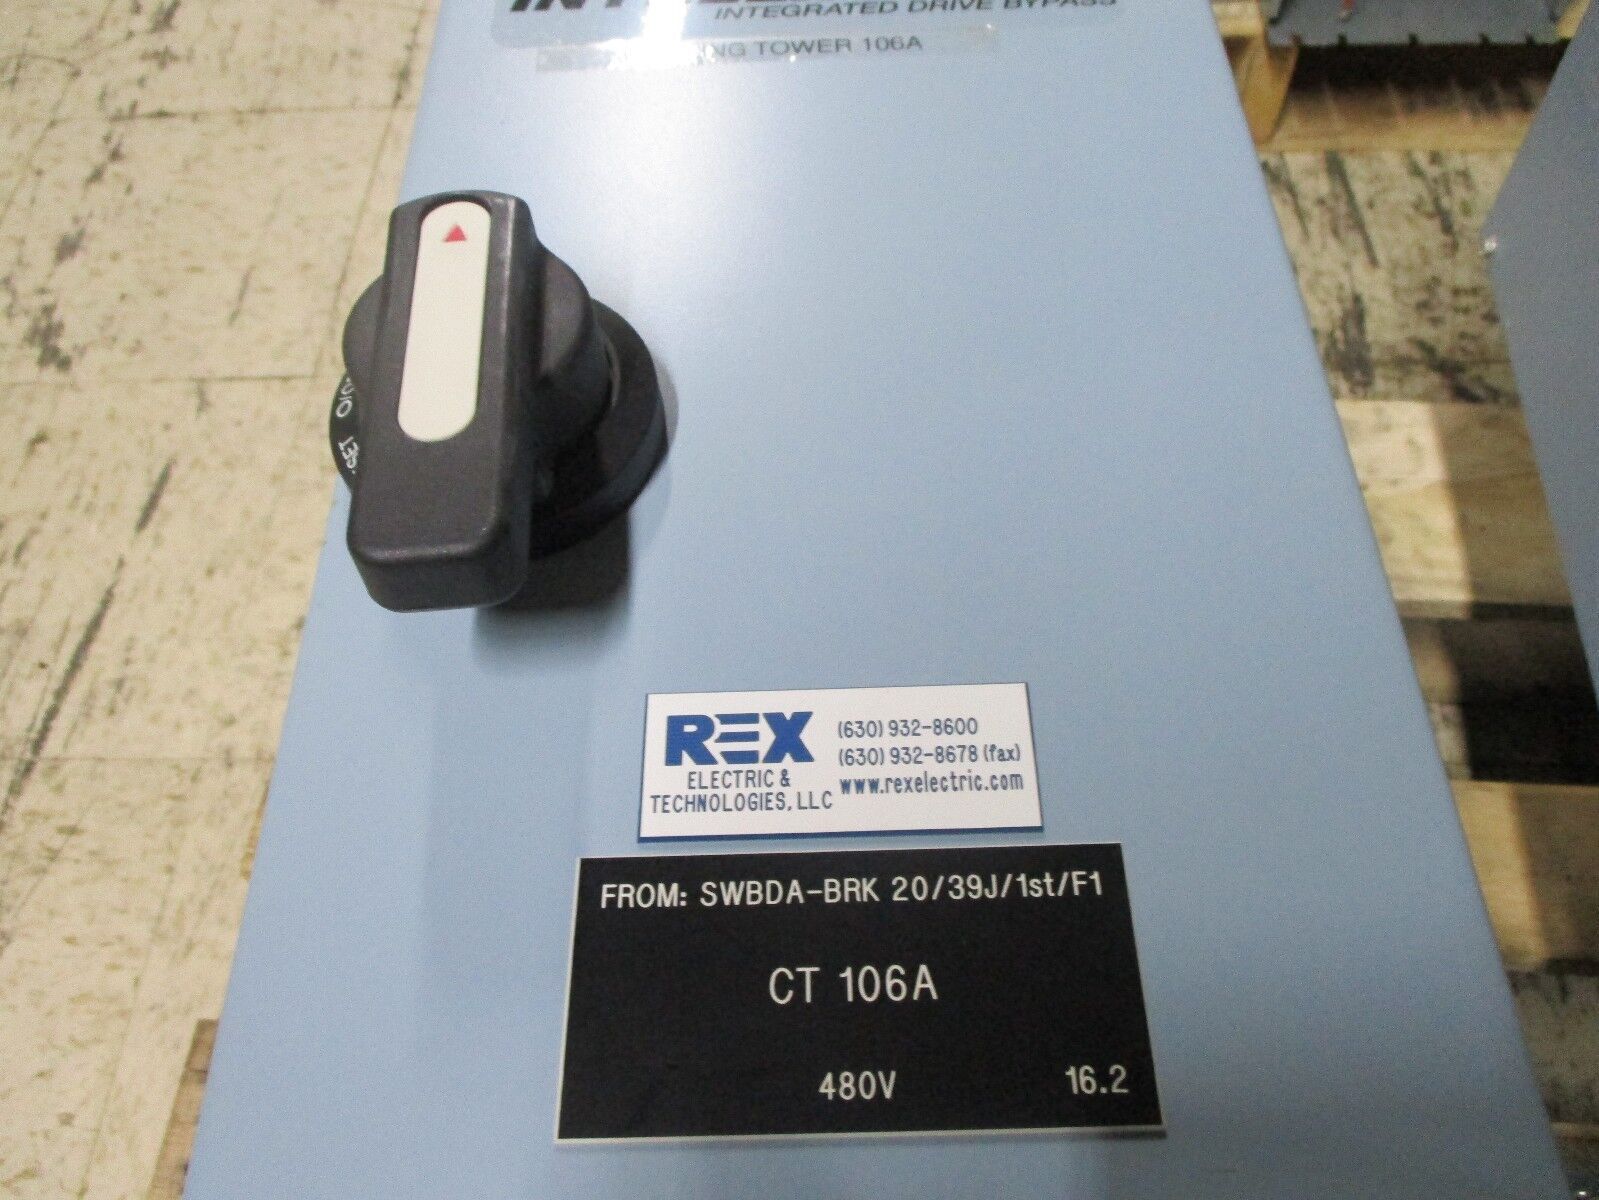 INTEGRATED DRIVE BYPASS
TOWER 106A
REX
ELECTRIC &
TECHNOLOGIES, LLC
(630) 932-8600
(630) 932-8678 (fax)
www.rexelectric.com
FROM: SWBDA-BRK 20/39J/1st/F1
CT 106A
480V 16.2